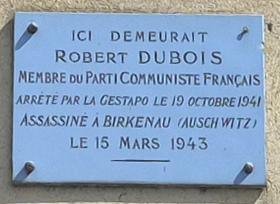 ICI DEMEURAIT
ROBERT DUBOIS
MEMBRE DU PARTI COMMUNISTE FRANÇAIS
ARRÊTÉ PAR LA GESTAPO LE 19 OCTOBRE 1941
ASSASSINÉ À BIRKENAU (AUSCHWITZ)
LE 15 MARS 1943